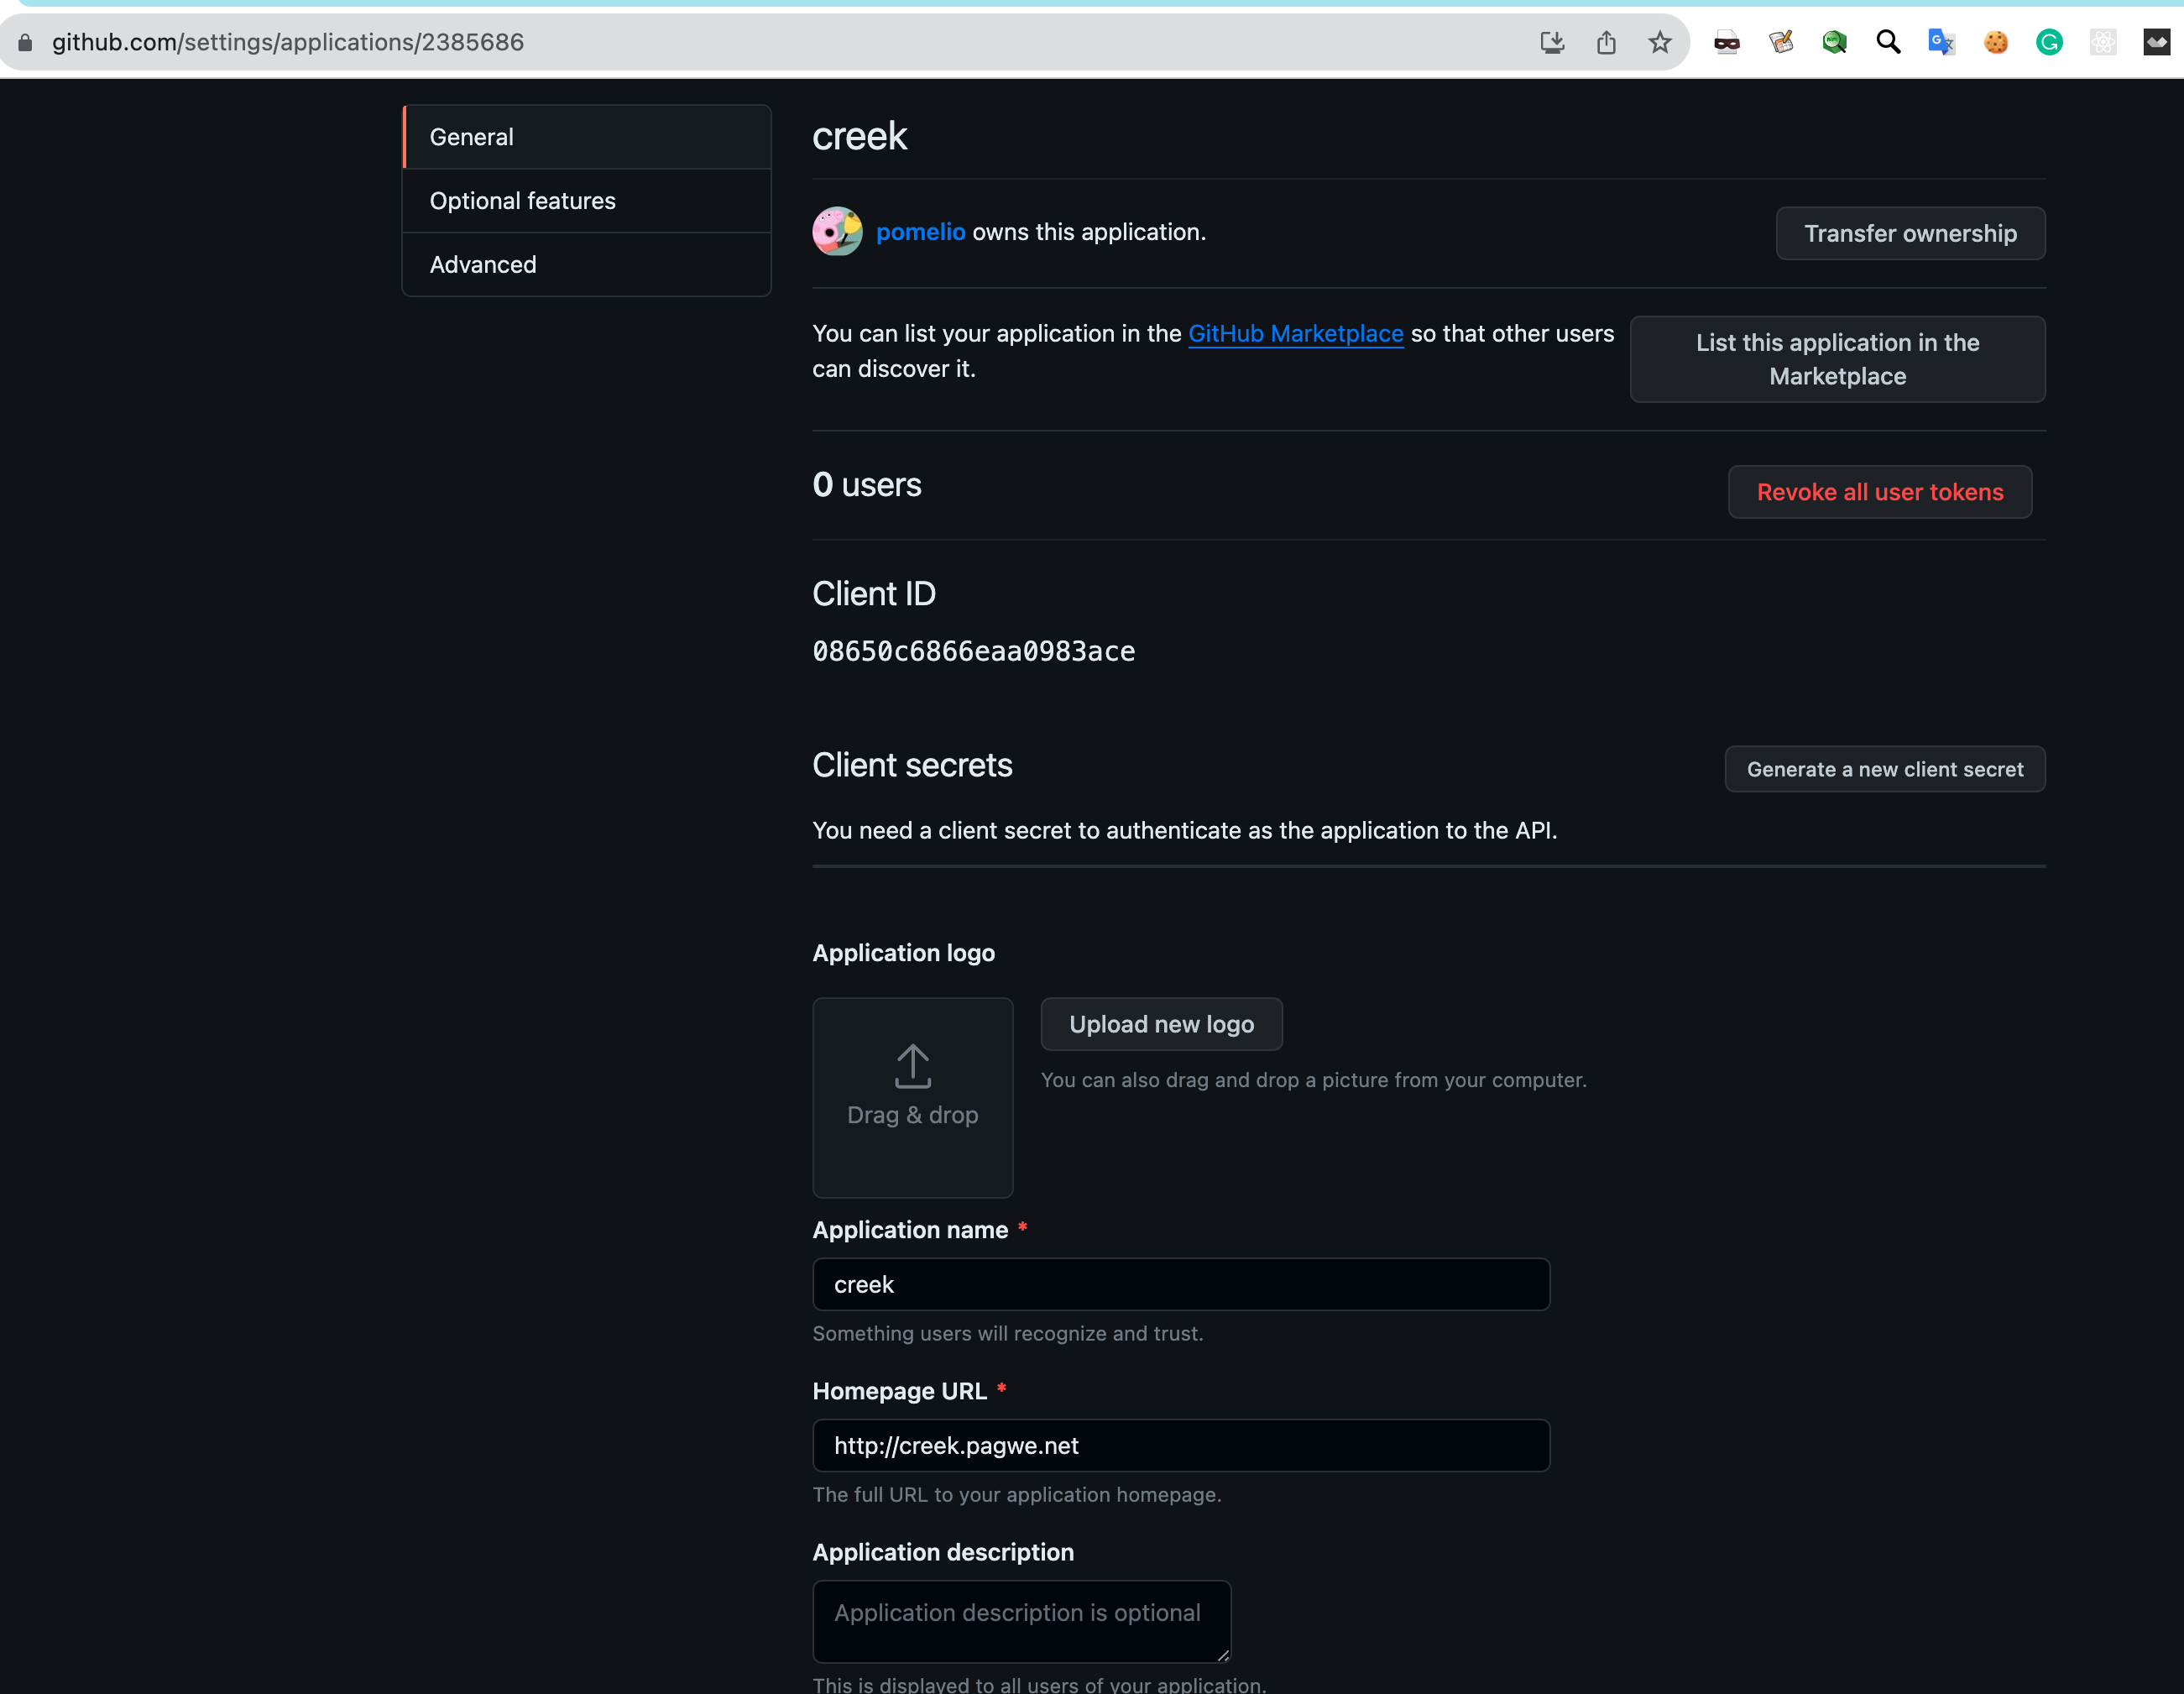 github.com/settings/applications/2385686
General
Optional features
Advanced
creek
pomelio owns this application.
Transfer ownership
You can list your application in the GitHub Marketplace so that other users
can discover it.
List this application in the
Marketplace
0 users
Revoke all user tokens
Client ID
08650c6866eaa0983ace
Client secrets
Generate a new client secret
You need a client secret to authenticate as the application to the API.
Application logo
Drag & drop
Upload new logo
You can also drag and drop a picture from your computer.
Application name *
creek
Something users will recognize and trust.
Homepage URL *
http://creek.pagwe.net
The full URL to your application homepage.
Application description
Application description is optional
This is displayed to all users of your application.